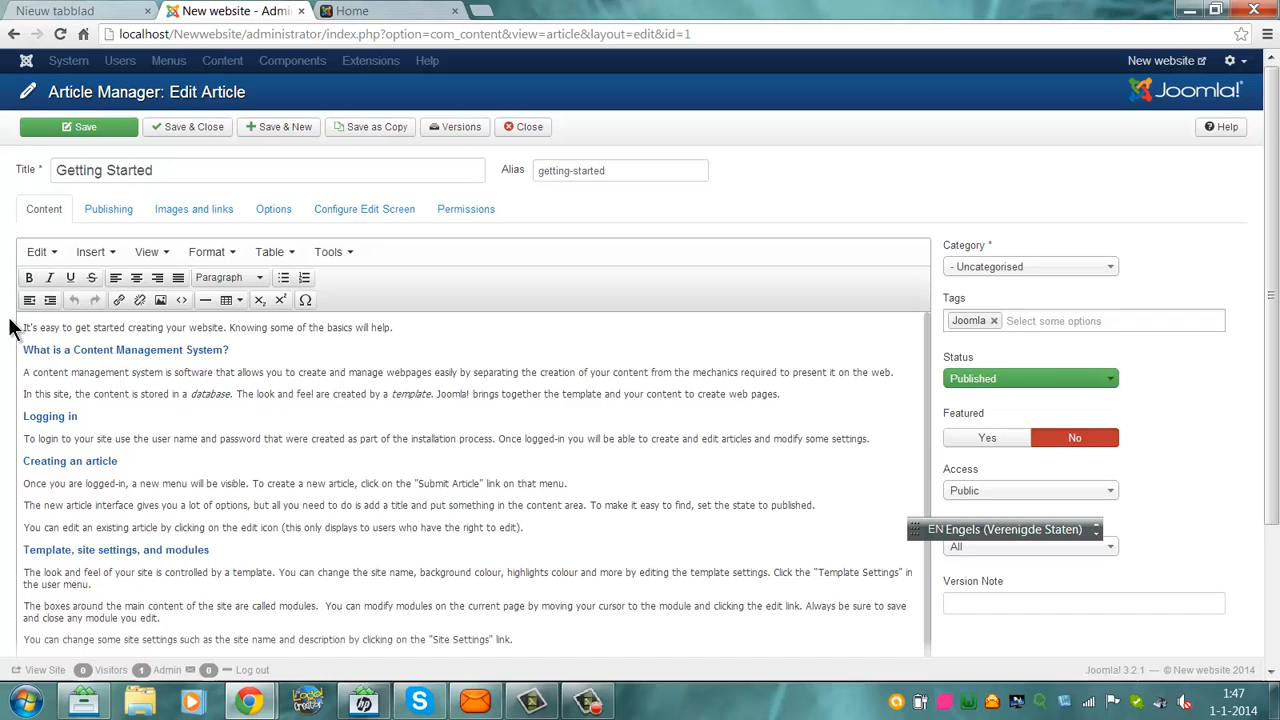 Nieuw tabblad
New website - Admi
Home
localhost/Newwebsite/administrator/index.php?option=com_content&view=article&layout=edit&id=1
System Users Menus Content Components Extensions Help
New website
Article Manager: Edit Article
Joomla!
Save
Save & Close
Save & New
Save as Copy
Versions
Close
Help
Title * Getting Started
Alias getting-started
Content Publishing Images and links Options Configure Edit Screen Permissions
Edit Insert View Format Table Tools
Paragraph
It's easy to get started creating your website. Knowing some of the basics will help.
What is a Content Management System?
A content management system is software that allows you to create and manage webpages easily by separating the creation of your content from the mechanics required to present it on the web.
In this site, the content is stored in a database. The look and feel are created by a template. Joomla! brings together the template and your content to create web pages.
Logging in
To login to your site use the user name and password that were created as part of the installation process. Once logged-in you will be able to create and edit articles and modify some settings.
Creating an article
Once you are logged-in, a new menu will be visible. To create a new article, click on the "Submit Article" link on that menu.
The new article interface gives you a lot of options, but all you need to do is add a title and put something in the content area. To make it easy to find, set the state to published.
You can edit an existing article by clicking on the edit icon (this only displays to users who have the right to edit).
Template, site settings, and modules
The look and feel of your site is controlled by a template. You can change the site name, background colour, highlights colour and more by editing the template settings. Click the "Template Settings" in
the user menu.
The boxes around the main content of the site are called modules.  You can modify modules on the current page by moving your cursor to the module and clicking the edit link. Always be sure to save
and close any module you edit.
You can change some site settings such as the site name and description by clicking on the "Site Settings" link.
Category *
- Uncategorised
Tags
Joomla Select some options
Status
Published
Featured
Yes No
Access
Public
EN Engels (Verenigde Staten)
All
Version Note
View Site 0 Visitors 1 Admin 0 Log out
Joomla! 3.2.1 — © New website 2014
1:47
1-1-2014